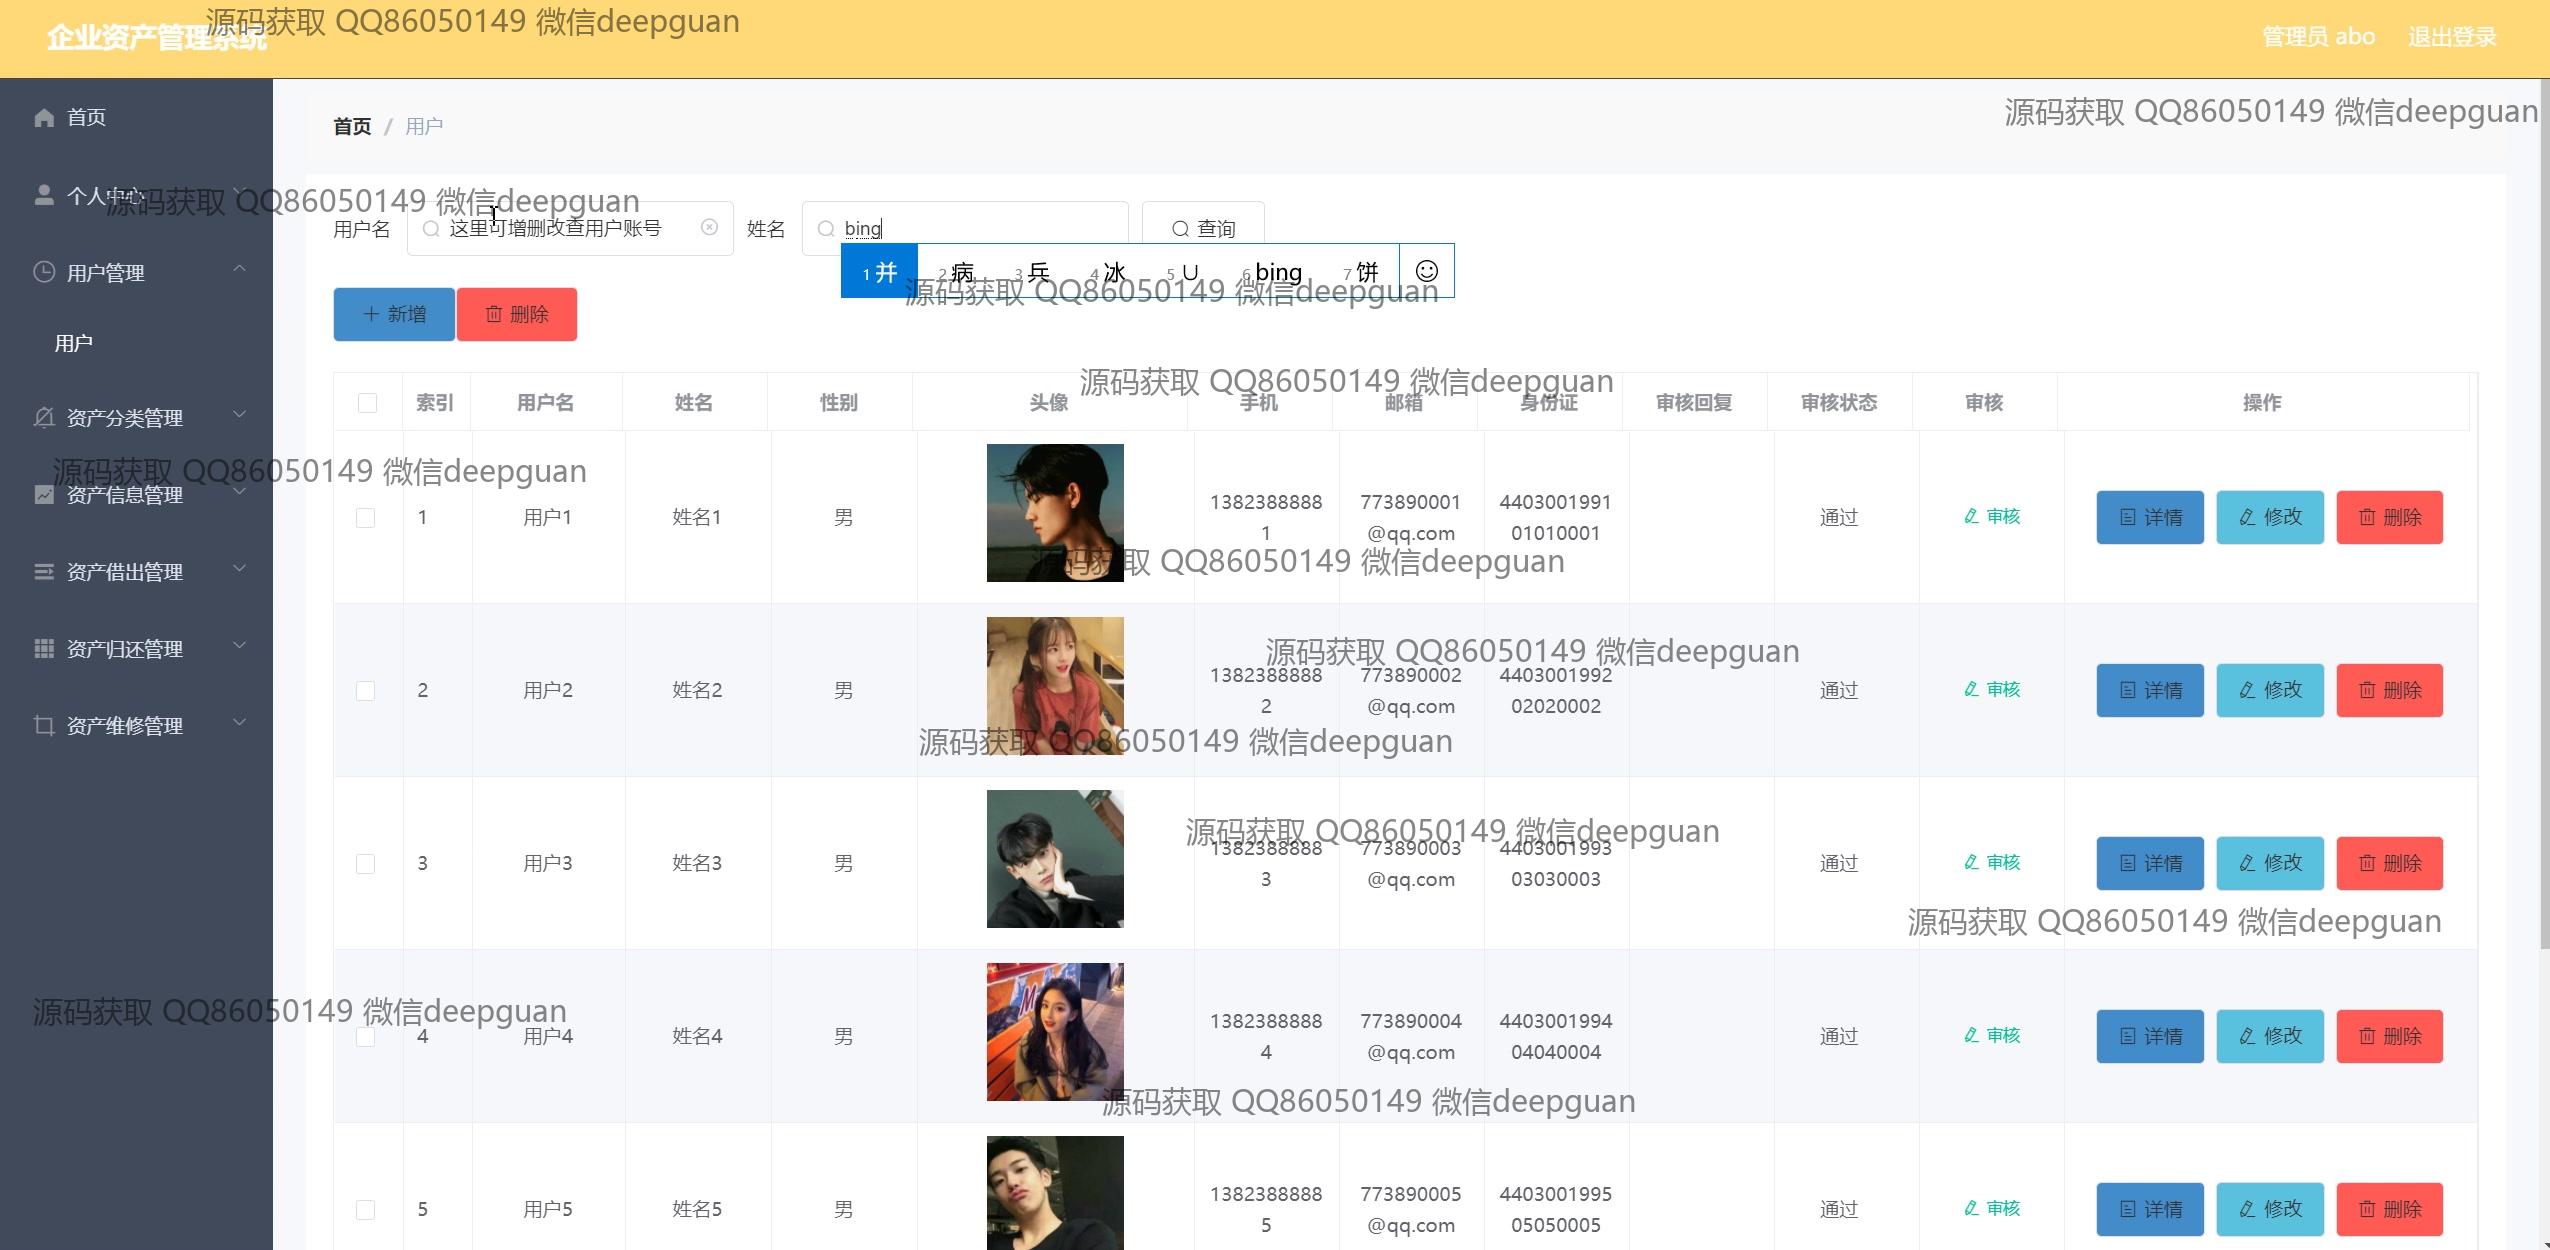 源码获取 QQ86050149 微信deepguan
企业资产管理系统
管理员 abo 退出登录
首页
首页 / 用户
源码获取 QQ86050149 微信deepguan
个人中心
源码获取 QQ86050149 微信deepguan
用户名 这里可增删改查用户账号 姓名 bing 查询
用户管理
1 并 2 病 3 兵 4 冰 5 ∪ 6 bing 7 饼
源码获取 QQ86050149 微信deepguan
新增 删除
用户
源码获取 QQ86050149 微信deepguan
索引 用户名 姓名 性别 头像 手机 邮箱 身份证 审核回复 审核状态 审核 操作
资产分类管理
源码获取 QQ86050149 微信deepguan
资产信息管理
1 用户1 姓名1 男 13823888881 773890001@qq.com 440300199101010001 通过 审核 详情 修改 删除
源码获取 QQ86050149 微信deepguan
资产借出管理
资产归还管理
源码获取 QQ86050149 微信deepguan
2 用户2 姓名2 男 13823888882 773890002@qq.com 440300199202020002 通过 审核 详情 修改 删除
资产维修管理
源码获取 QQ86050149 微信deepguan
源码获取 QQ86050149 微信deepguan
3 用户3 姓名3 男 13823888883 773890003@qq.com 440300199303030003 通过 审核 详情 修改 删除
源码获取 QQ86050149 微信deepguan
源码获取 QQ86050149 微信deepguan
4 用户4 姓名4 男 13823888884 773890004@qq.com 440300199404040004 通过 审核 详情 修改 删除
源码获取 QQ86050149 微信deepguan
5 用户5 姓名5 男 13823888885 773890005@qq.com 440300199505050005 通过 审核 详情 修改 删除